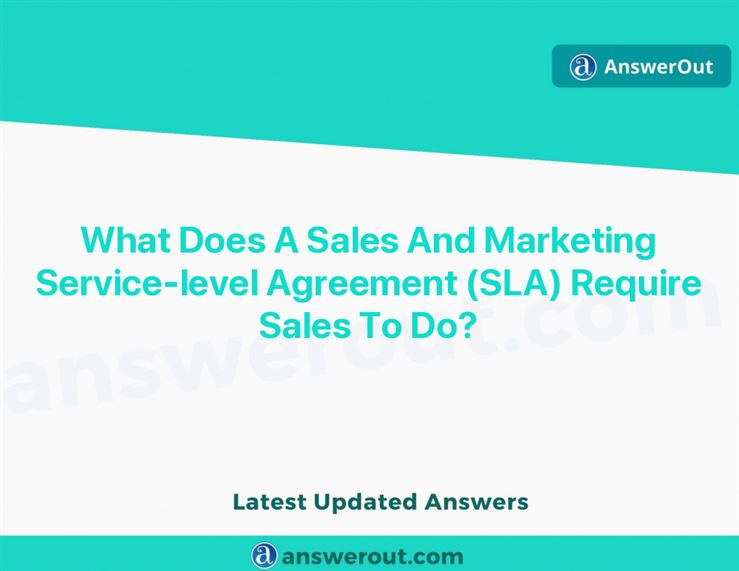 AnswerOut
What Does A Sales And Marketing
Service-level Agreement (SLA) Require
Sales To Do?
answerout.com
Latest Updated Answers
answerout.com